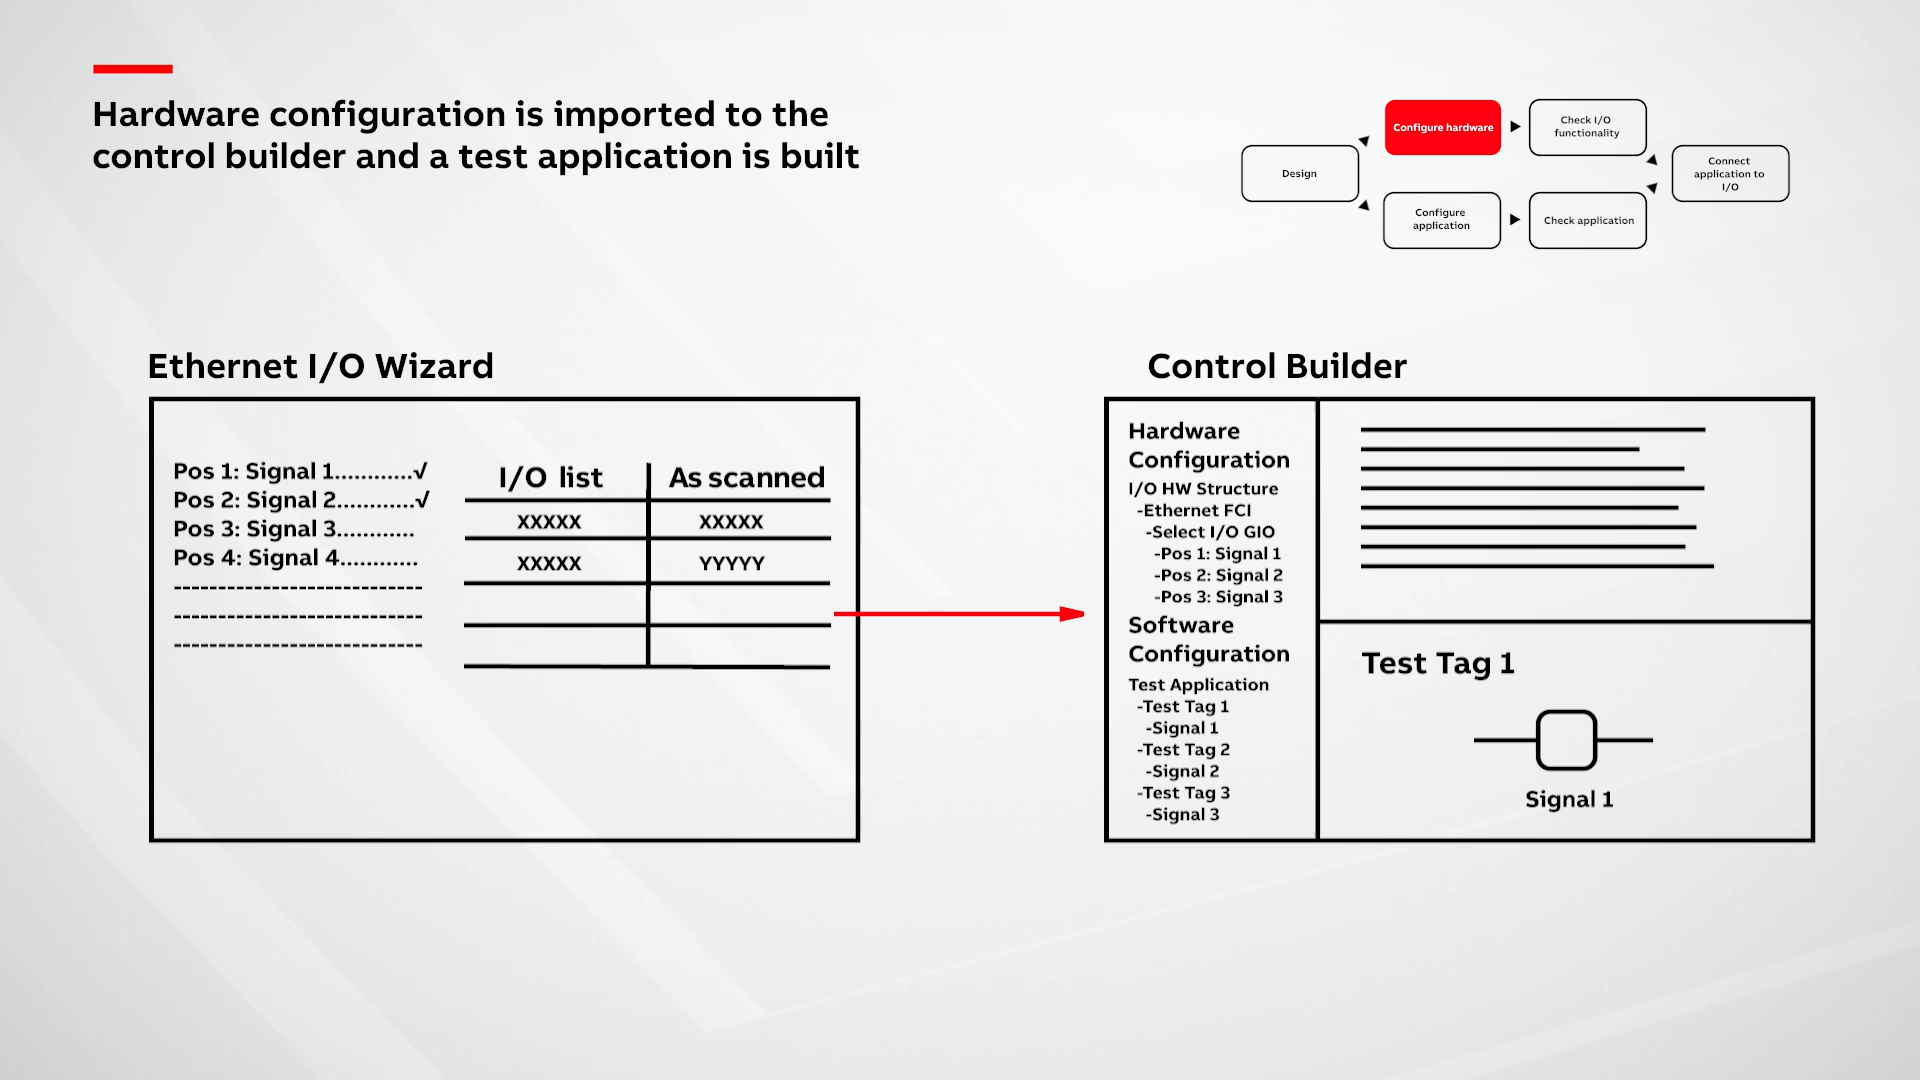 Hardware configuration is imported to the
control builder and a test application is built
Design
Configure hardware
Check I/O
functionality
Connect
application to
I/O
Configure
application
Check application
Ethernet I/O Wizard
Pos 1: Signal 1............√
Pos 2: Signal 2............√
Pos 3: Signal 3............
Pos 4: Signal 4............
----------------------------
----------------------------
----------------------------
I/O list
As scanned
XXXXX
XXXXX
XXXXX
YYYYY
Control Builder
Hardware
Configuration
I/O HW Structure
-Ethernet FCI
-Select I/O GIO
-Pos 1: Signal 1
-Pos 2: Signal 2
-Pos 3: Signal 3
Software
Configuration
Test Application
-Test Tag 1
-Signal 1
-Test Tag 2
-Signal 2
-Test Tag 3
-Signal 3
Test Tag 1
Signal 1